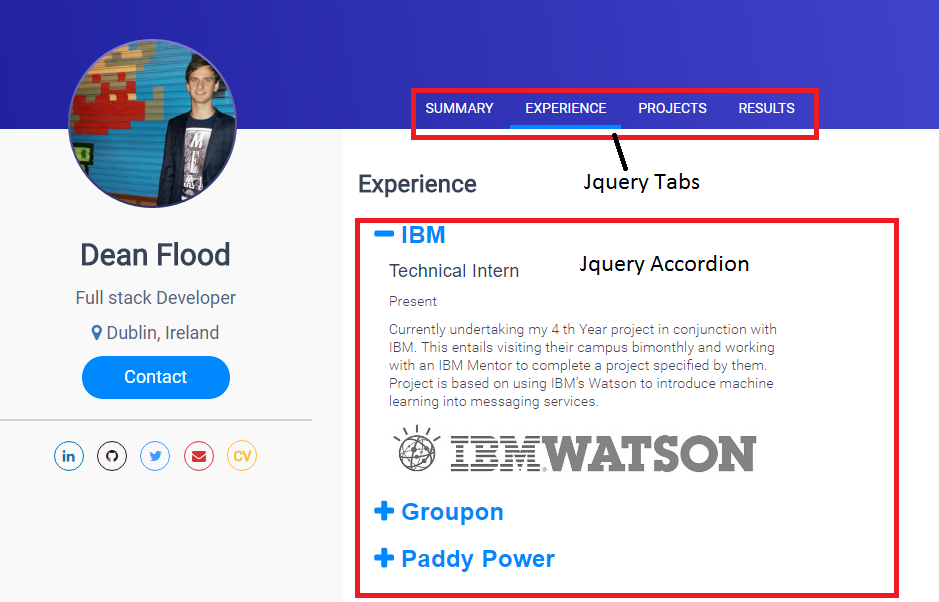 SUMMARY EXPERIENCE PROJECTS RESULTS
Jquery Tabs
Dean Flood
Full stack Developer
Dublin, Ireland
Contact
in
CV
Experience
IBM
Jquery Accordion
Technical Intern
Present
Currently undertaking my 4 th Year project in conjunction with
IBM. This entails visiting their campus bimonthly and working
with an IBM Mentor to complete a project specified by them.
Project is based on using IBM’s Watson to introduce machine
learning into messaging services.
IBM® WATSON
Groupon
Paddy Power